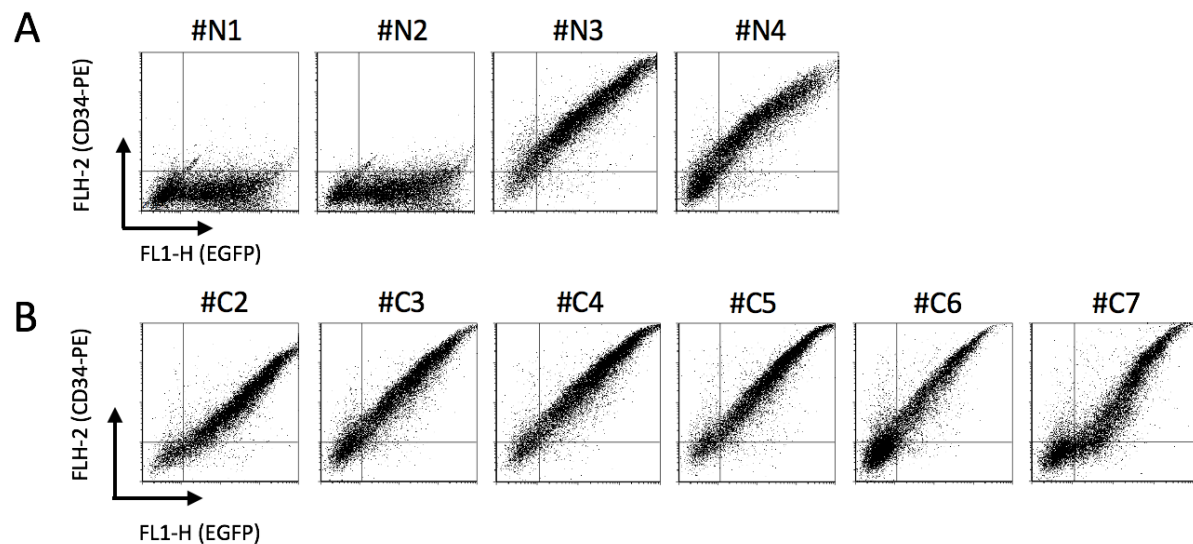 A
#N1 #N2 #N3 #N4
FLH-2 (CD34-PE)
FL1-H (EGFP)
B
#C2 #C3 #C4 #C5 #C6 #C7
FLH-2 (CD34-PE)
FL1-H (EGFP)